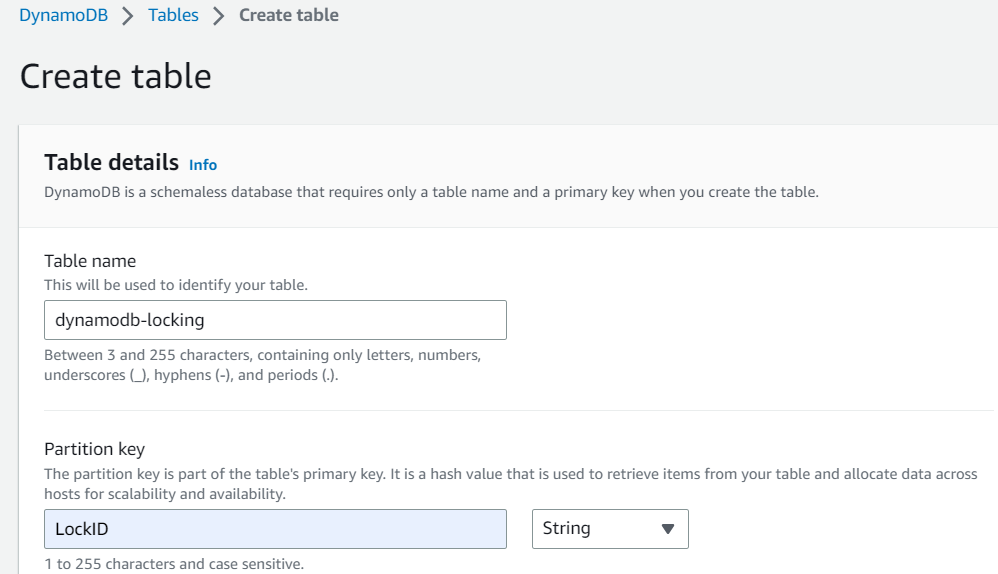 DynamoDB > Tables > Create table
Create table
Table details Info
DynamoDB is a schemaless database that requires only a table name and a primary key when you create the table.
Table name
This will be used to identify your table.
dynamodb-locking
Between 3 and 255 characters, containing only letters, numbers,
underscores (_), hyphens (-), and periods (.).
Partition key
The partition key is part of the table's primary key. It is a hash value that is used to retrieve items from your table and allocate data across
hosts for scalability and availability.
LockID String
1 to 255 characters and case sensitive.